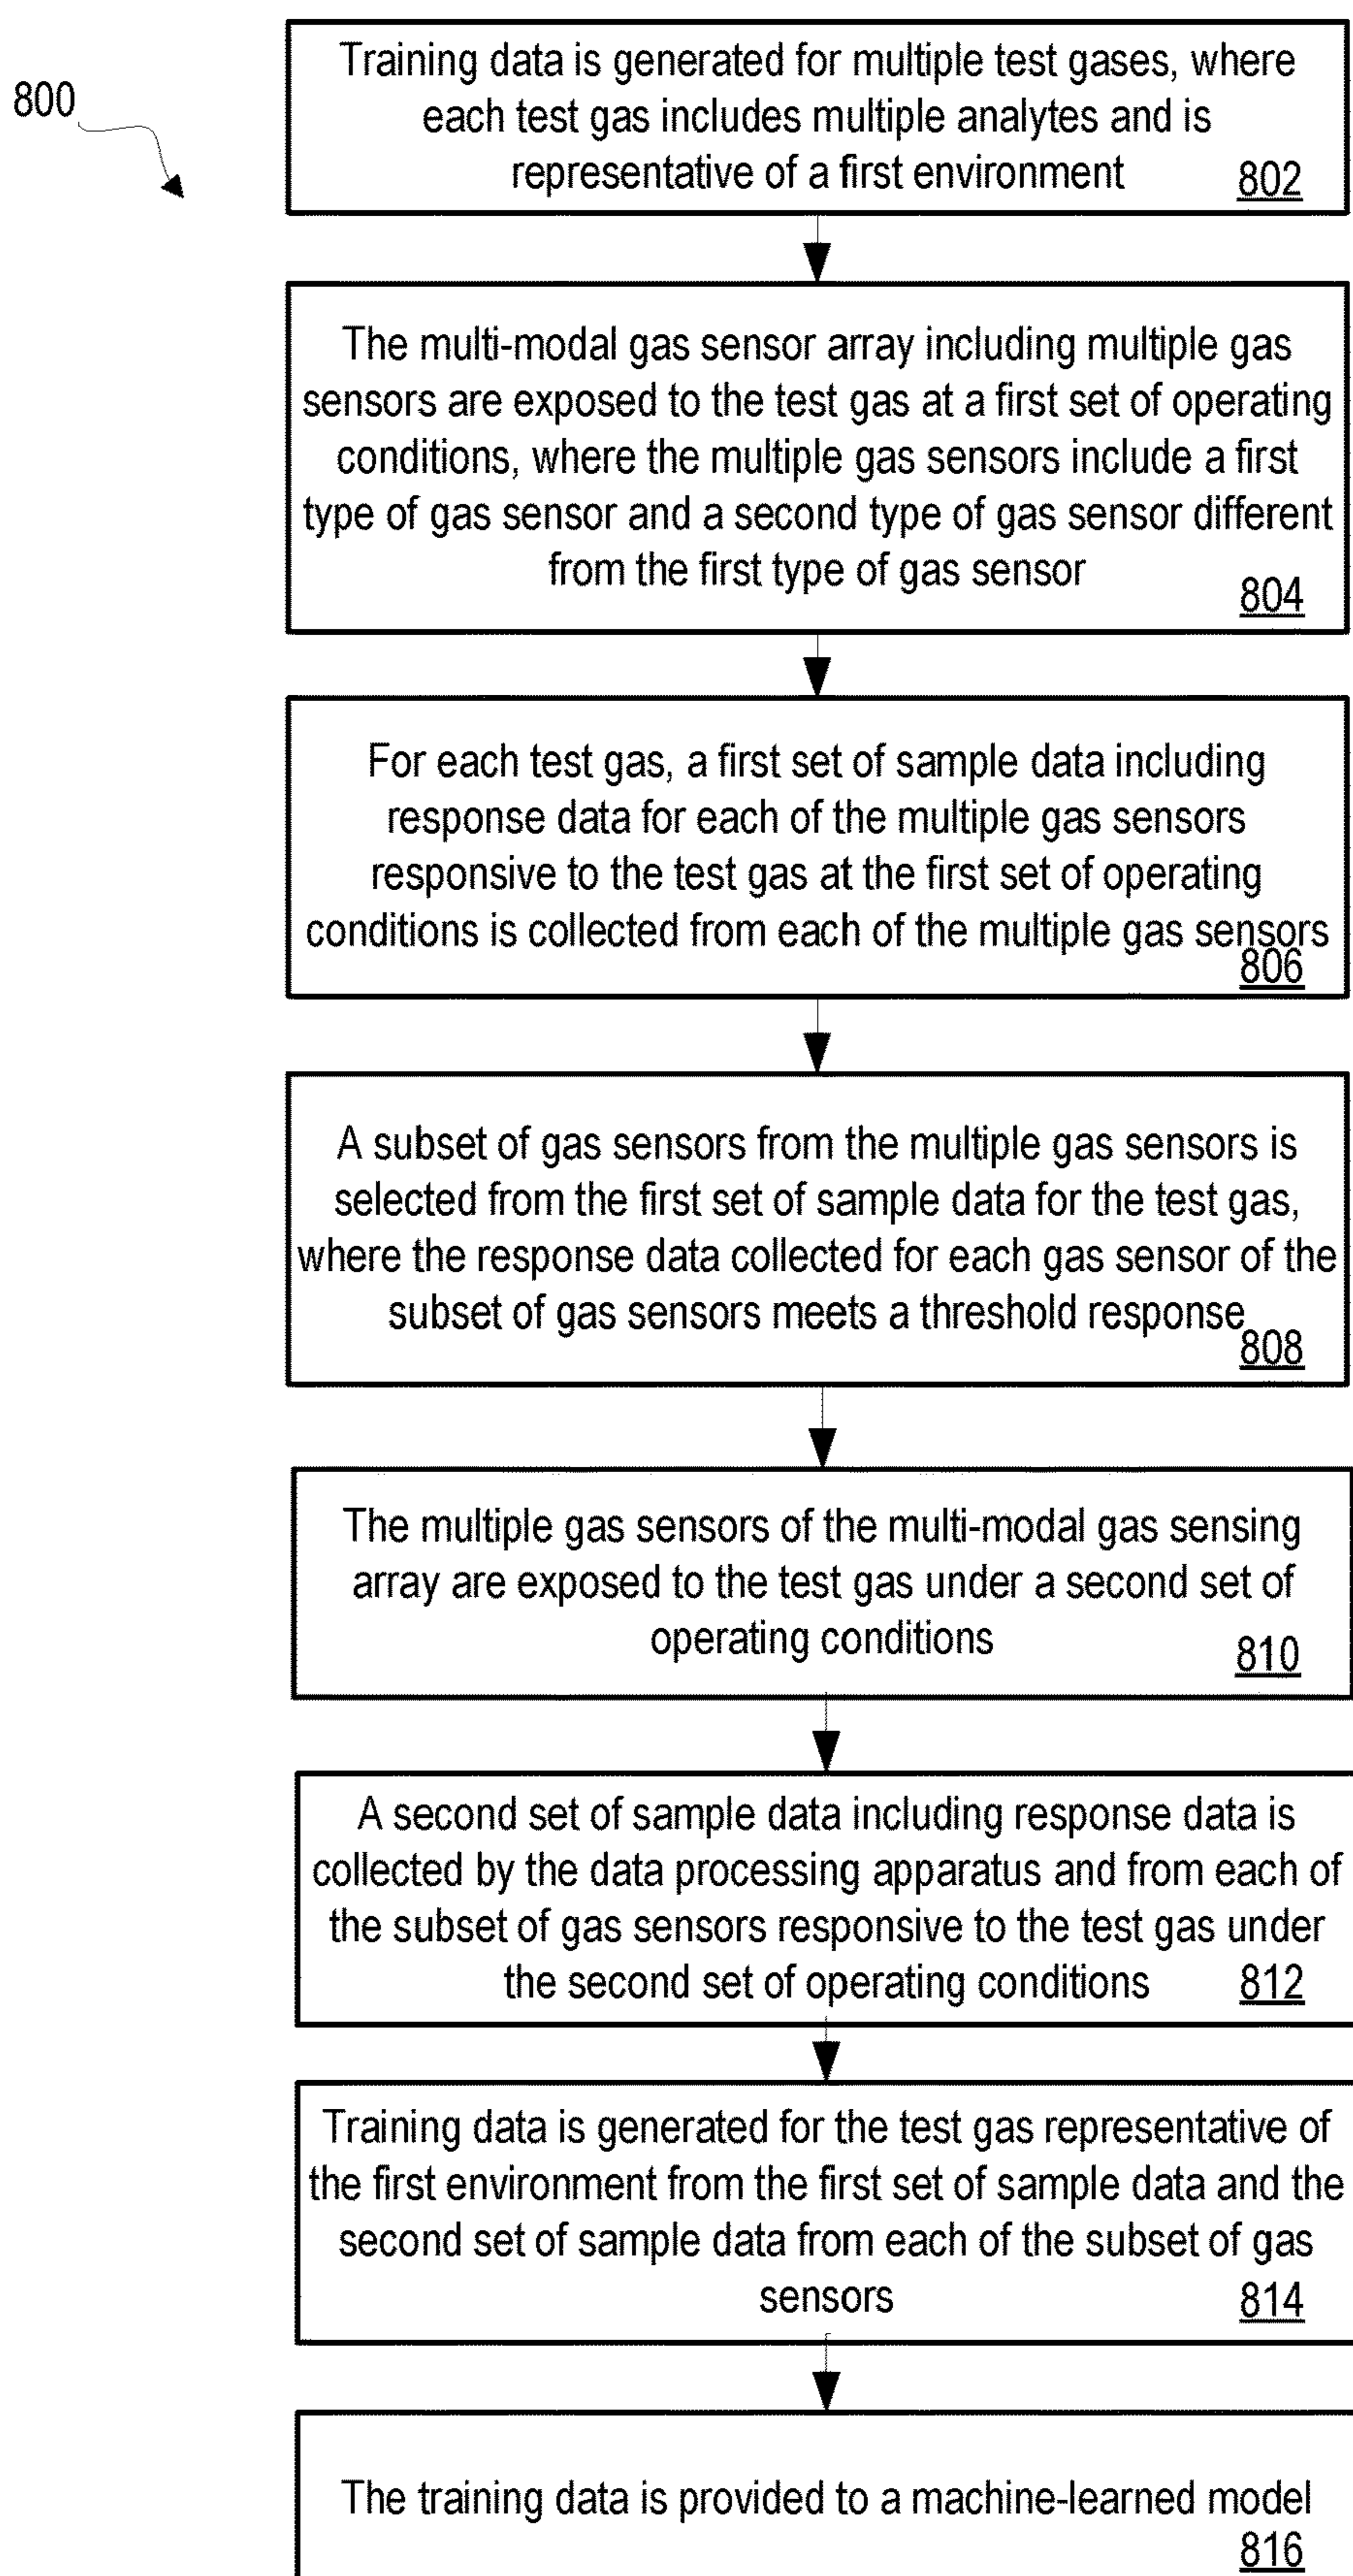 800
Training data is generated for multiple test gases, where
each test gas includes multiple analytes and is
representative of a first environment
802
The multi-modal gas sensor array including multiple gas
sensors are exposed to the test gas at a first set of operating
conditions, where the multiple gas sensors include a first
type of gas sensor and a second type of gas sensor different
from the first type of gas sensor
804
For each test gas, a first set of sample data including
response data for each of the multiple gas sensors
responsive to the test gas at the first set of operating
conditions is collected from each of the multiple gas sensors
806
A subset of gas sensors from the multiple gas sensors is
selected from the first set of sample data for the test gas,
where the response data collected for each gas sensor of the
subset of gas sensors meets a threshold response
808
The multiple gas sensors of the multi-modal gas sensing
array are exposed to the test gas under a second set of
operating conditions
810
A second set of sample data including response data is
collected by the data processing apparatus and from each of
the subset of gas sensors responsive to the test gas under
the second set of operating conditions 812
Training data is generated for the test gas representative of
the first environment from the first set of sample data and the
second set of sample data from each of the subset of gas
sensors 814
The training data is provided to a machine-learned model
816